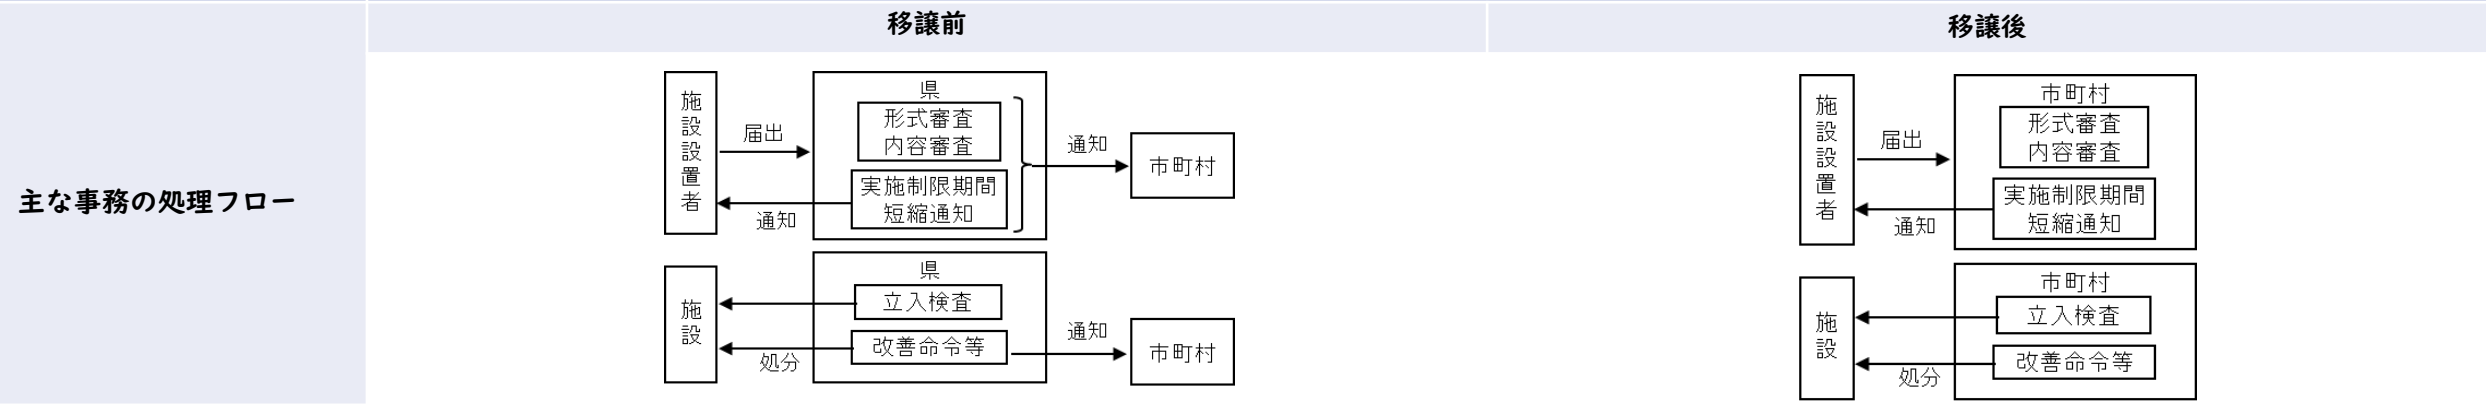 移譲前
移譲後
主な事務の処理フロー
施設設置者
届出
通知
県
形式審査
内容審査
実施制限期間
短縮通知
通知
市町村
施設
処分
県
立入検査
改善命令等
通知
市町村
施設設置者
届出
通知
市町村
形式審査
内容審査
実施制限期間
短縮通知
施設
処分
市町村
立入検査
改善命令等